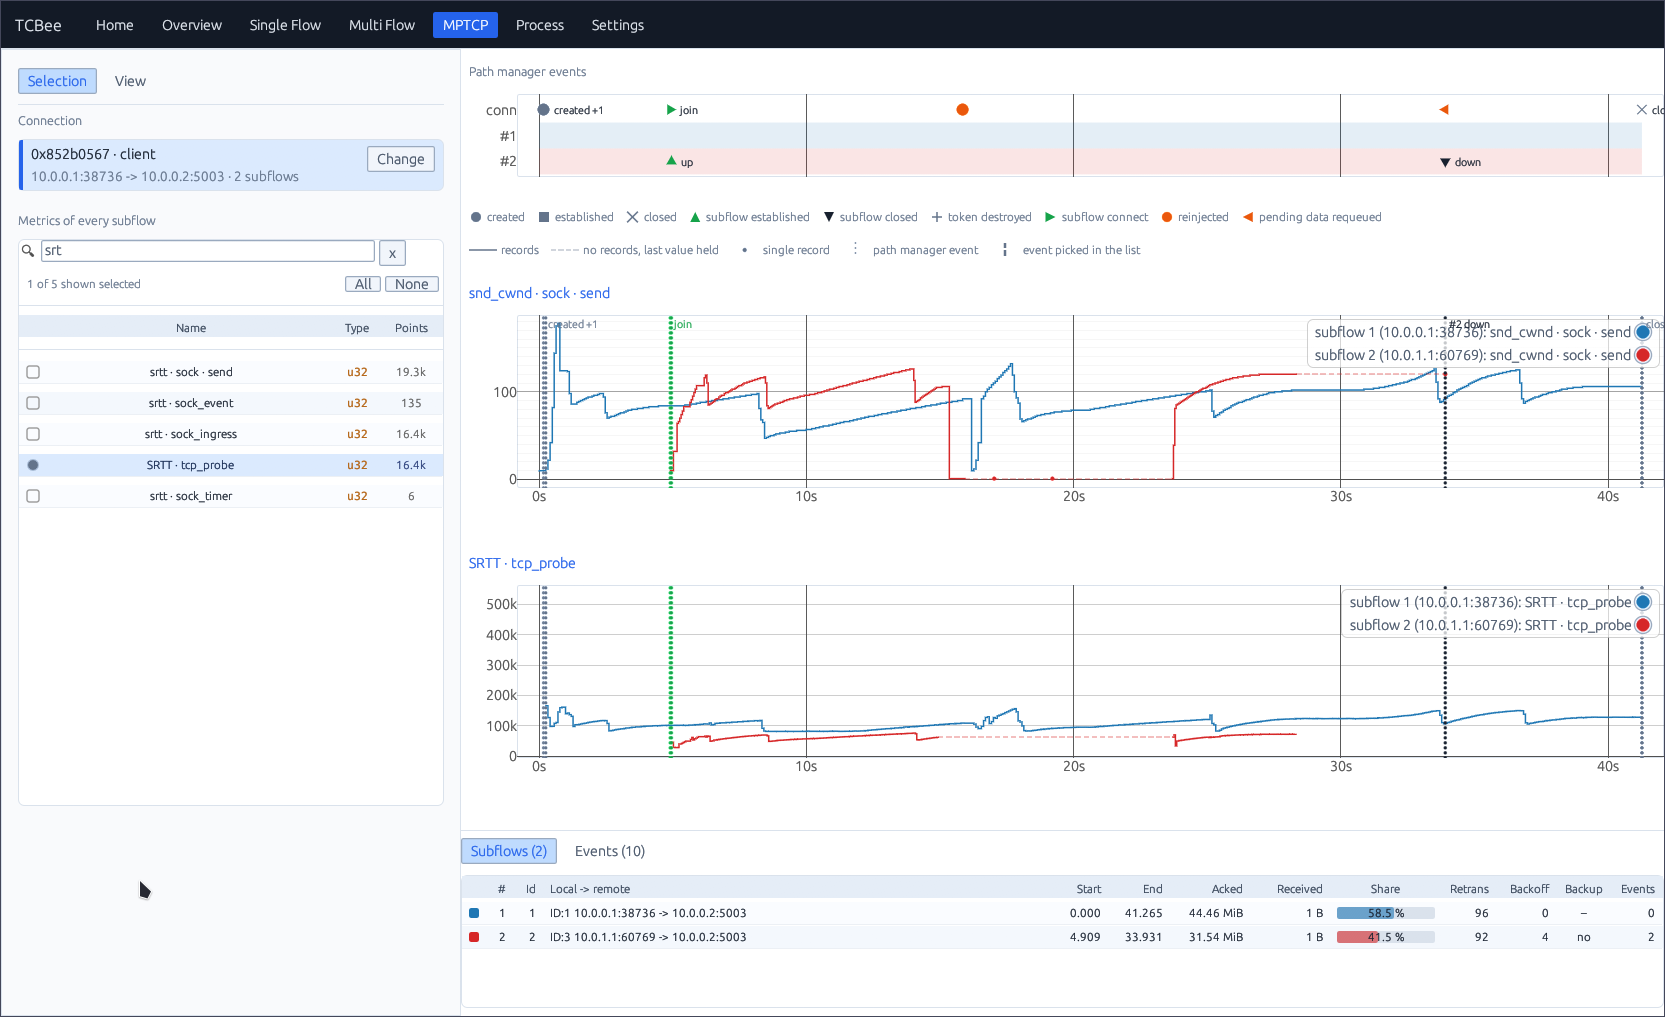 TCBee Home Overview Single Flow Multi Flow MPTCP Process Settings
Selection View
Connection
0x852b0567 · client
10.0.0.1:38736 -> 10.0.0.2:5003 · 2 subflows
Change
Metrics of every subflow
srt
x
1 of 5 shown selected All None
Name Type Points
srtt · sock · send u32 19.3k
srtt · sock_event u32 135
srtt · sock_ingress u32 16.4k
SRTT · tcp_probe u32 16.4k
srtt · sock_timer u32 6
Path manager events
conn created +1 join clo
#1
#2 up down
created established closed subflow established subflow closed token destroyed subflow connect reinjected pending data requeued
records no records, last value held single record path manager event event picked in the list
snd_cwnd · sock · send
created +1 join #2 down clos
subflow 1 (10.0.0.1:38736): snd_cwnd · sock · send
subflow 2 (10.0.1.1:60769): snd_cwnd · sock · send
100
0
0s 10s 20s 30s 40s
SRTT · tcp_probe
subflow 1 (10.0.0.1:38736): SRTT · tcp_probe
subflow 2 (10.0.1.1:60769): SRTT · tcp_probe
500k
400k
300k
200k
100k
0
0s 10s 20s 30s 40s
Subflows (2) Events (10)
# Id Local -> remote Start End Acked Received Share Retrans Backoff Backup Events
1 1 ID:1 10.0.0.1:38736 -> 10.0.0.2:5003 0.000 41.265 44.46 MiB 1 B 58.5 % 96 0 – 0
2 2 ID:3 10.0.1.1:60769 -> 10.0.0.2:5003 4.909 33.931 31.54 MiB 1 B 41.5 % 92 4 no 2